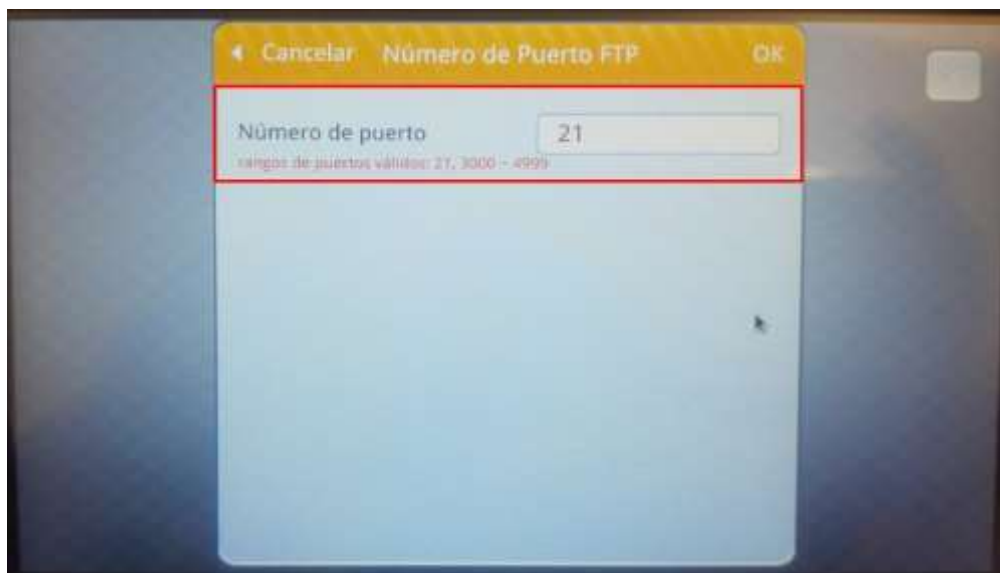 Cancelar Número de Puerto FTP OK
Número de puerto 21
rangos de puertos válidos: 21, 3000 ~ 4999